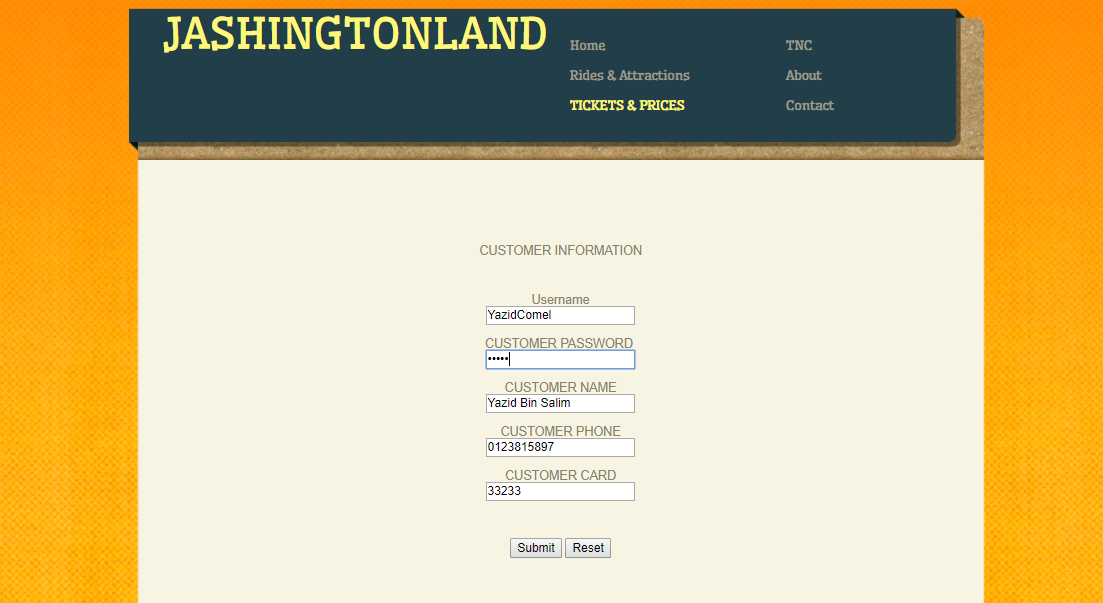 JASHINGTONLAND
Home
TNC
Rides & Attractions
About
TICKETS & PRICES
Contact
CUSTOMER INFORMATION
Username
YazidComel
CUSTOMER PASSWORD
•••••
CUSTOMER NAME
Yazid Bin Salim
CUSTOMER PHONE
0123815897
CUSTOMER CARD
33233
Submit Reset